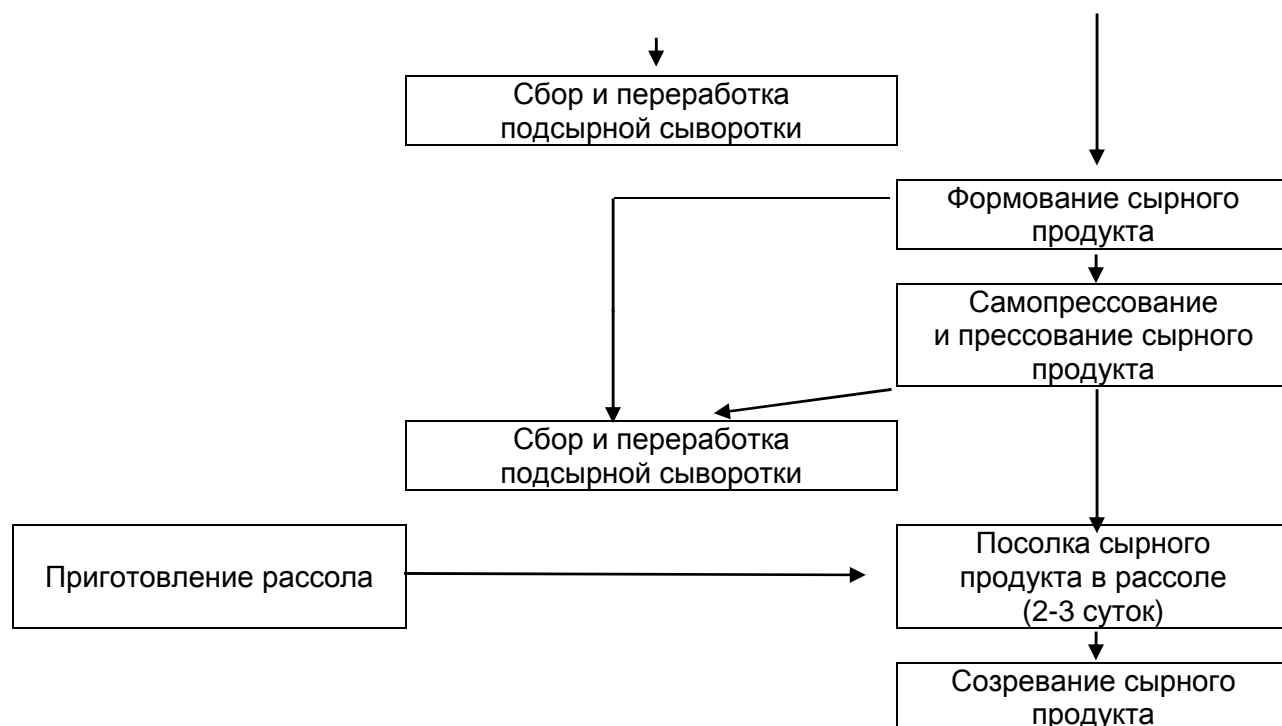 Сбор и переработка
подсырной сыворотки
Формование сырного
продукта
Самопрессование
и прессование сырного
продукта
Сбор и переработка
подсырной сыворотки
Приготовление рассола
Посолка сырного
продукта в рассоле
(2-3 суток)
Созревание сырного
продукта